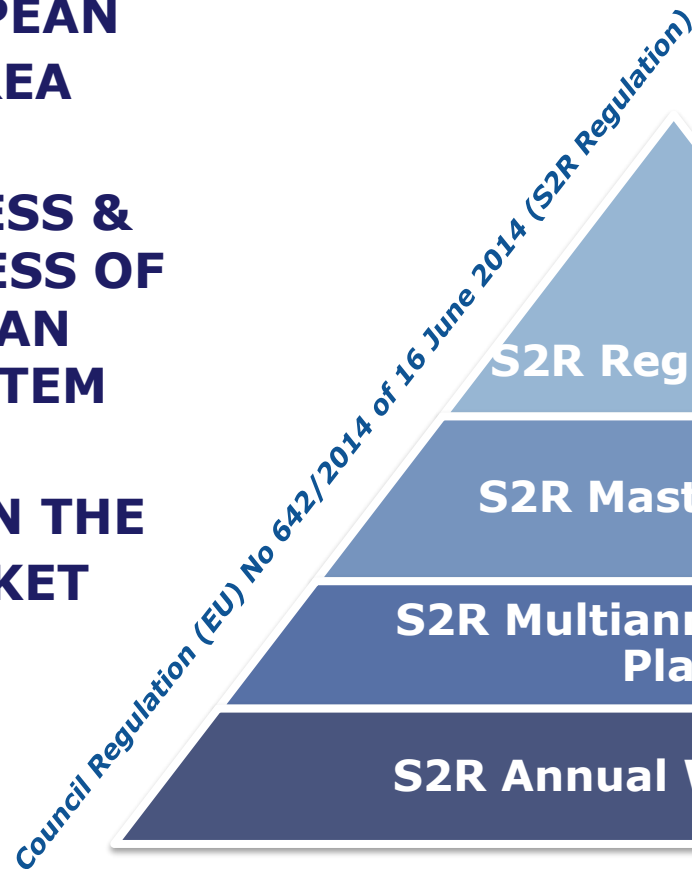 PEAN
REA
ESS &
ESS OF
AN
TEM
N THE
KET
Council Regulation (EU) No 642/2014 of 16 June 2014 (S2R Regulation)
S2R Reg
S2R Mast
S2R Multiann
Pla
S2R Annual